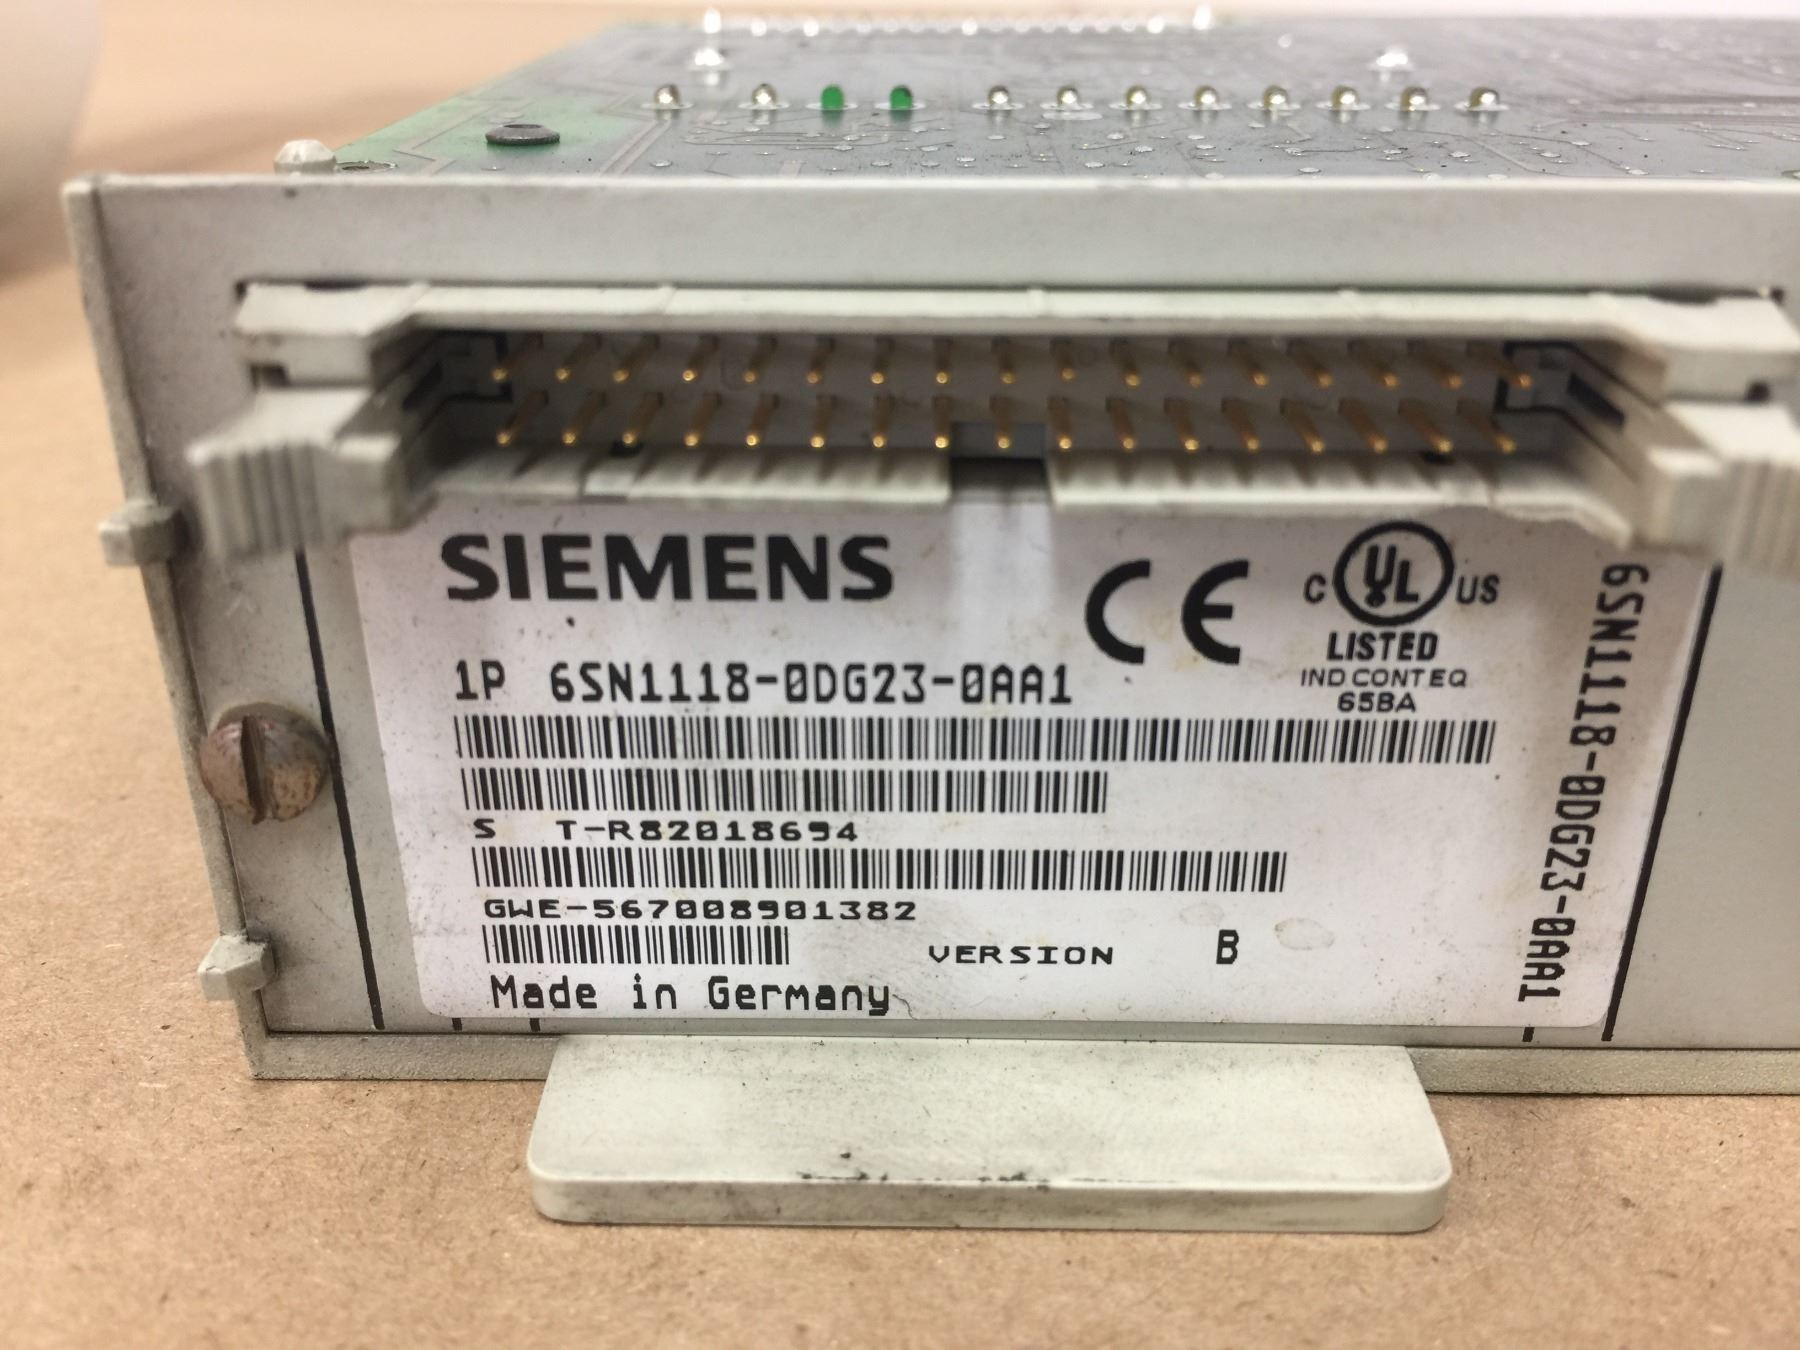 SIEMENS
CE
C UL US
LISTED
IND CONT EQ
65BA
1P 6SN1118-0DG23-0AA1
S T-R82018694
GWE-567008901382
VERSION B
Made in Germany
6SN1118-0DG23-0AA1